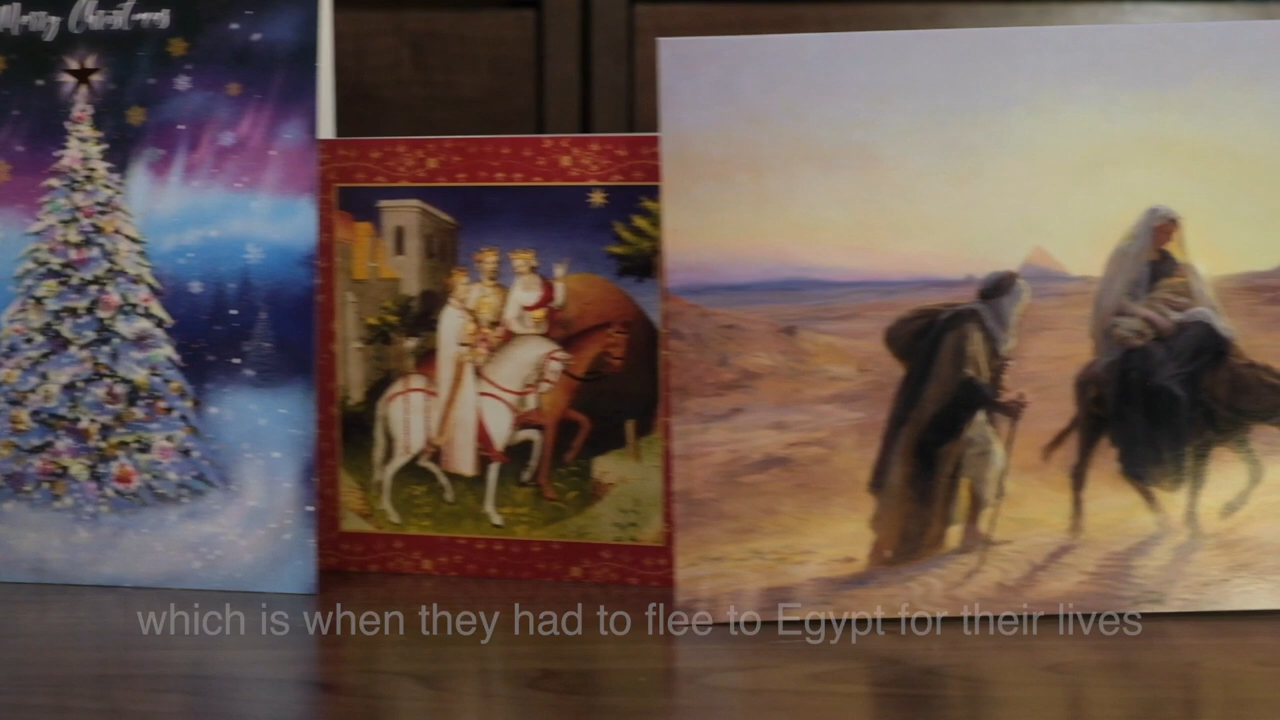 Merry Christmas
which is when they had to flee to Egypt for their lives